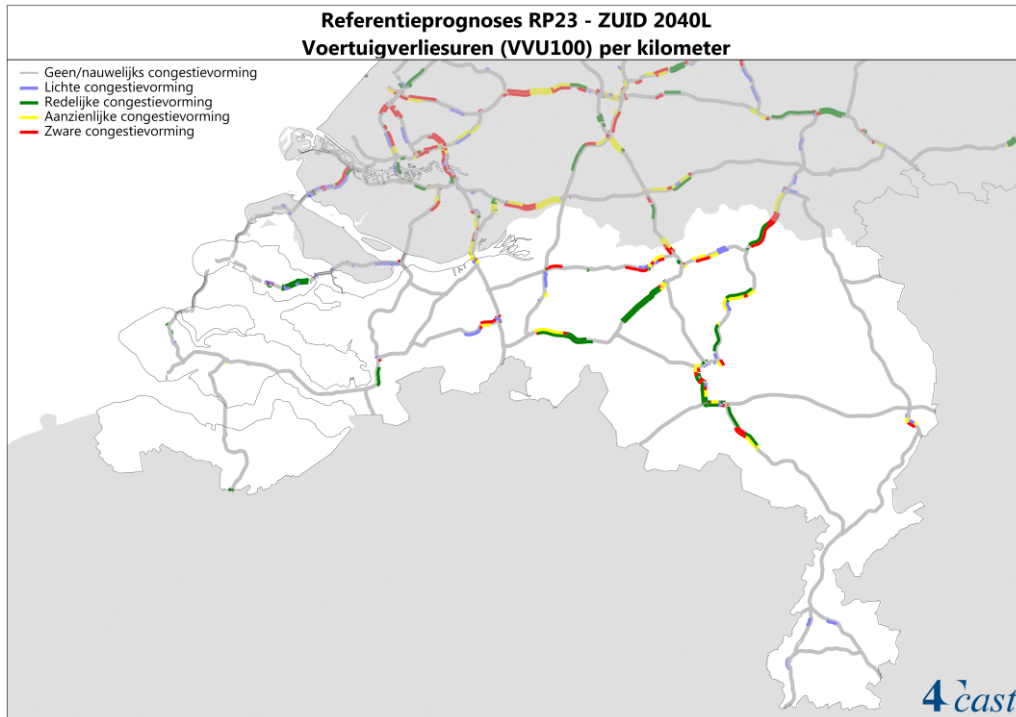 Referentieprognoses RP23 - ZUID 2040L
Voertuigverliesuren (VVU100) per kilometer
Geen/nauwelijks congestievorming
Lichte congestievorming
Redelijke congestievorming
Aanzienlijke congestievorming
Zware congestievorming
4cast